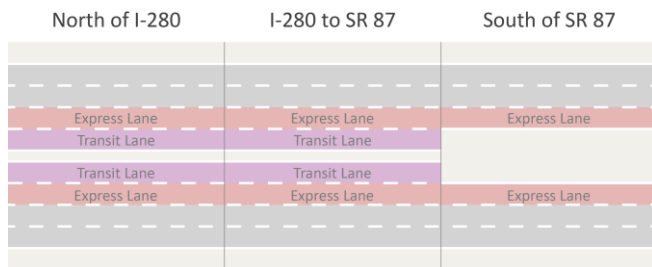 North of I-280 I-280 to SR 87 South of SR 87
Express Lane Express Lane Express Lane
Transit Lane Transit Lane
Transit Lane Transit Lane
Express Lane Express Lane Express Lane